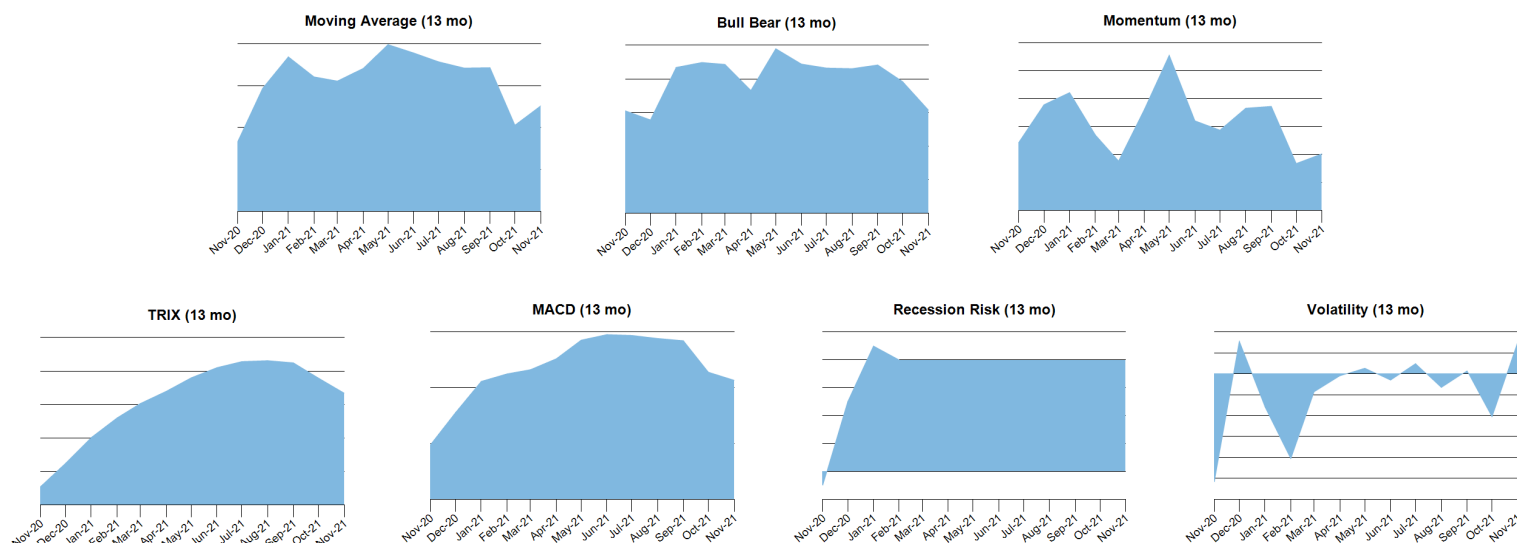 Moving Average (13 mo)
Nov-20 Dec-20 Jan-21 Feb-21 Mar-21 Apr-21 May-21 Jun-21 Jul-21 Aug-21 Sep-21 Oct-21 Nov-21
Bull Bear (13 mo)
Nov-20 Dec-20 Jan-21 Feb-21 Mar-21 Apr-21 May-21 Jun-21 Jul-21 Aug-21 Sep-21 Oct-21 Nov-21
Momentum (13 mo)
Nov-20 Dec-20 Jan-21 Feb-21 Mar-21 Apr-21 May-21 Jun-21 Jul-21 Aug-21 Sep-21 Oct-21 Nov-21
TRIX (13 mo)
Nov-20 Dec-20 Jan-21 Feb-21 Mar-21 Apr-21 May-21 Jun-21 Jul-21 Aug-21 Sep-21 Oct-21 Nov-21
MACD (13 mo)
Nov-20 Dec-20 Jan-21 Feb-21 Mar-21 Apr-21 May-21 Jun-21 Jul-21 Aug-21 Sep-21 Oct-21 Nov-21
Recession Risk (13 mo)
Nov-20 Dec-20 Jan-21 Feb-21 Mar-21 Apr-21 May-21 Jun-21 Jul-21 Aug-21 Sep-21 Oct-21 Nov-21
Volatility (13 mo)
Nov-20 Dec-20 Jan-21 Feb-21 Mar-21 Apr-21 May-21 Jun-21 Jul-21 Aug-21 Sep-21 Oct-21 Nov-21